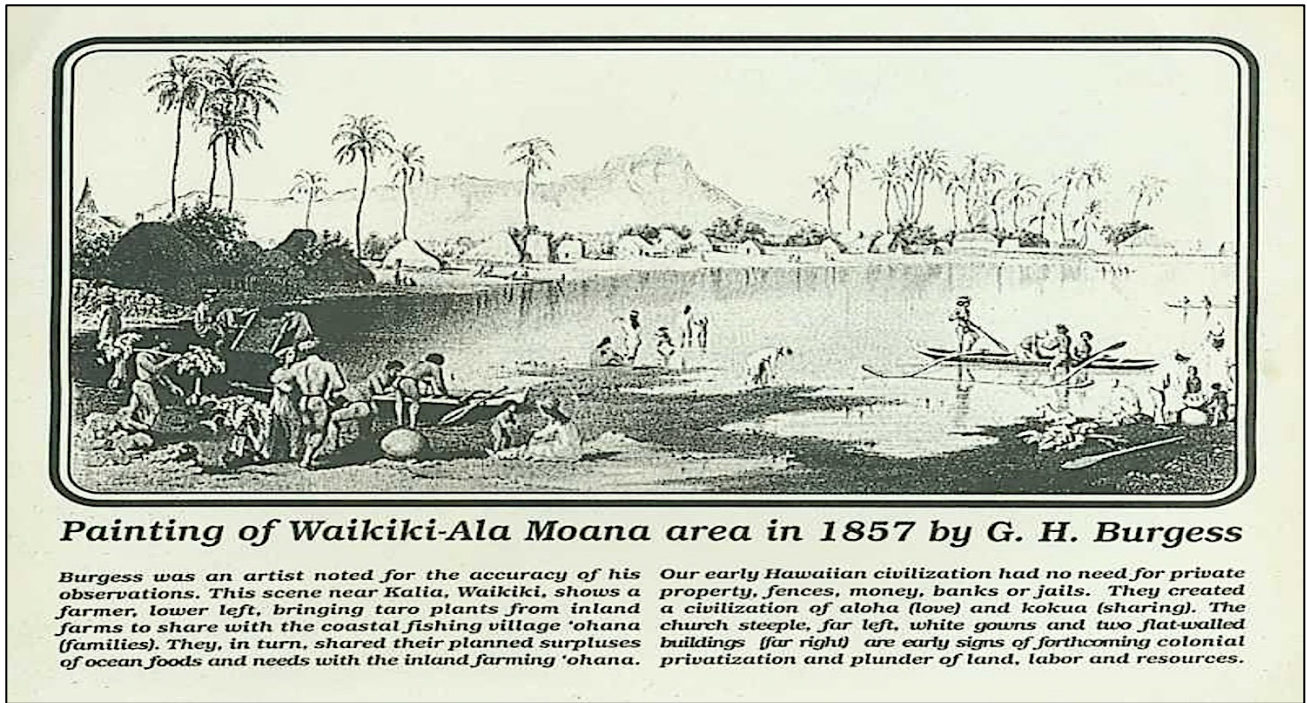 Painting of Waikiki-Ala Moana area in 1857 by G. H. Burgess
Burgess was an artist noted for the accuracy of his
observations. This scene near Kalia, Waikiki, shows a
farmer, lower left, bringing taro plants from inland
farms to share with the coastal fishing village 'ohana
(families). They, in turn, shared their planned surpluses
of ocean foods and needs with the inland farming 'ohana.
Our early Hawaiian civilization had no need for private
property, fences, money, banks or jails. They created
a civilization of aloha (love) and kokua (sharing). The
church steeple, far left, white gowns and two flat-walled
buildings (far right) are early signs of forthcoming colonial
privatization and plunder of land, labor and resources.